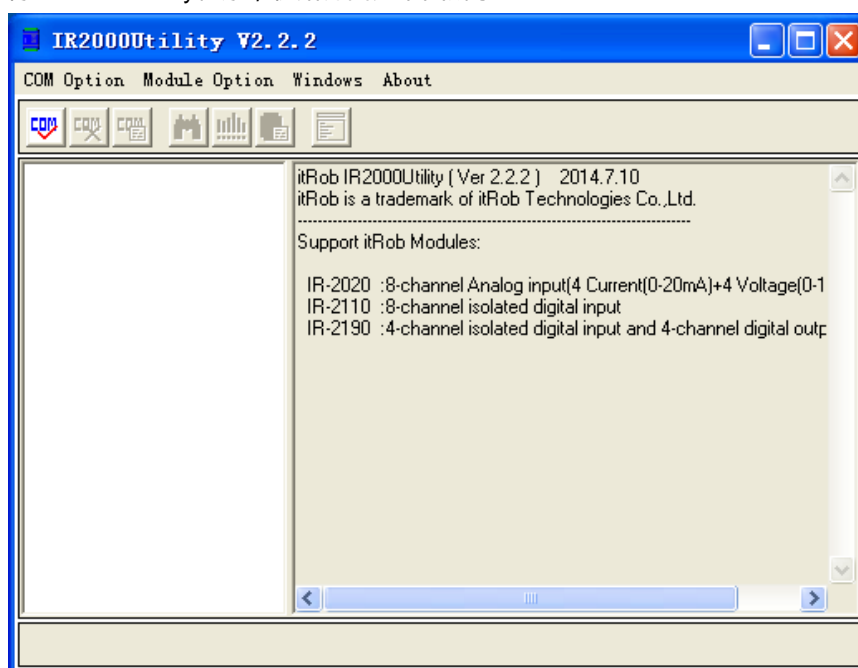 IR2000Utility V2.2.2
COM Option Module Option Windows About
COM COM COM
itRob IR2000Utility ( Ver 2.2.2 ) 2014.7.10
itRob is a trademark of itRob Technologies Co.,Ltd.
--------------------------------------------------------------------------------
Support itRob Modules:
IR-2020 :8-channel Analog input(4 Current(0-20mA)+4 Voltage(0-1
IR-2110 :8-channel isolated digital input
IR-2190 :4-channel isolated digital input and 4-channel digital